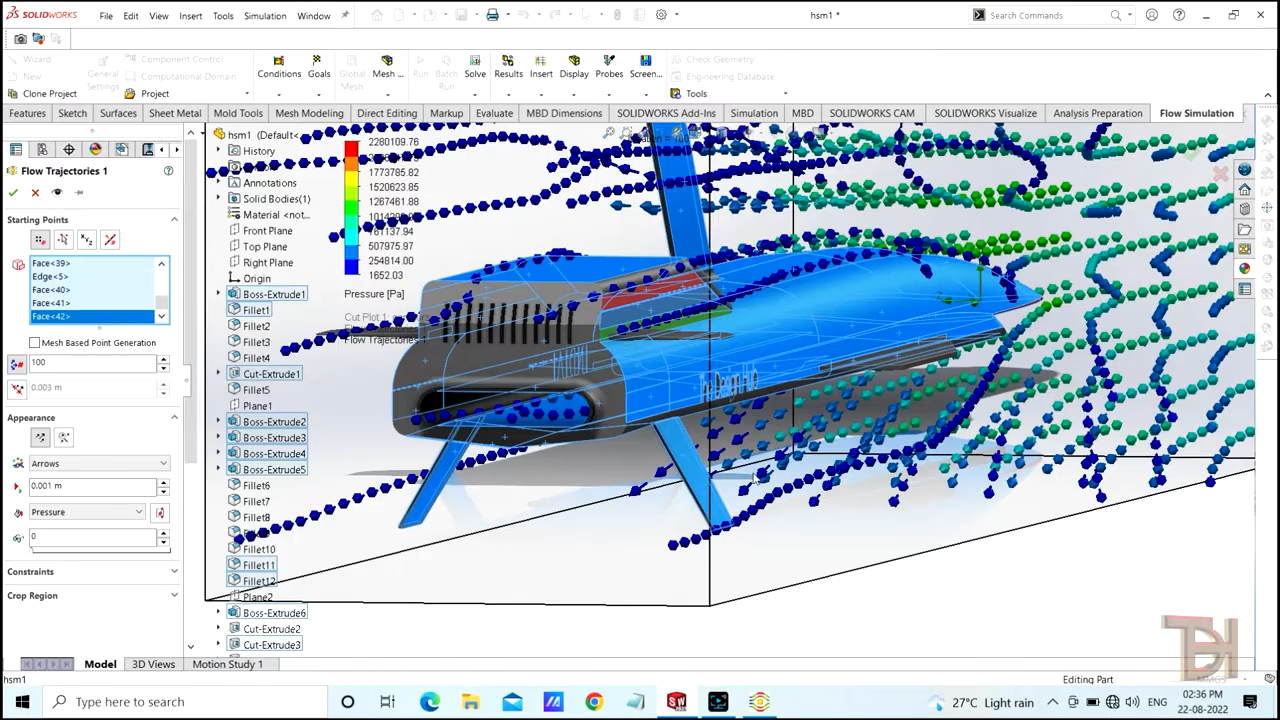 SOLIDWORKS
File Edit View Insert Tools Simulation Window
hsm1 *
Search Commands
Wizard
New
Clone Project
General Settings
Component Control
Computational Domain
Project
Conditions
Goals
Global Mesh
Mesh ...
Run
Batch Run
Solve
Results
Insert
Display
Probes
Screen...
Check Geometry
Engineering Database
Tools
Features Sketch Surfaces Sheet Metal Mold Tools Mesh Modeling Direct Editing Markup Evaluate MBD Dimensions SOLIDWORKS Add-Ins Simulation MBD SOLIDWORKS CAM SOLIDWORKS Visualize Analysis Preparation Flow Simulation
Flow Trajectories 1
Starting Points
Face<39>
Edge<5>
Face<40>
Face<41>
Face<42>
Mesh Based Point Generation
100
0.003 m
Appearance
Arrows
0.001 m
Pressure
0
Constraints
Crop Region
hsm1 (Default<
History
Annotations
Solid Bodies(1)
Material <not...
Front Plane
Top Plane
Right Plane
Origin
Boss-Extrude1
Fillet1
Fillet2
Fillet3
Fillet4
Cut-Extrude1
Fillet5
Plane1
Boss-Extrude2
Boss-Extrude3
Boss-Extrude4
Boss-Extrude5
Fillet6
Fillet7
Fillet8
Fillet10
Fillet11
Fillet12
Plane2
Boss-Extrude6
Cut-Extrude2
Cut-Extrude3
2280109.76
1773785.82
1520623.85
1267461.88
507975.97
254814.00
1652.03
Pressure [Pa]
Cut Plot 1:
Flow Trajectories
Design Hub
Model 3D Views Motion Study 1
hsm1
Editing Part
MMGS
Type here to search
27°C Light rain
02:36 PM
22-08-2022